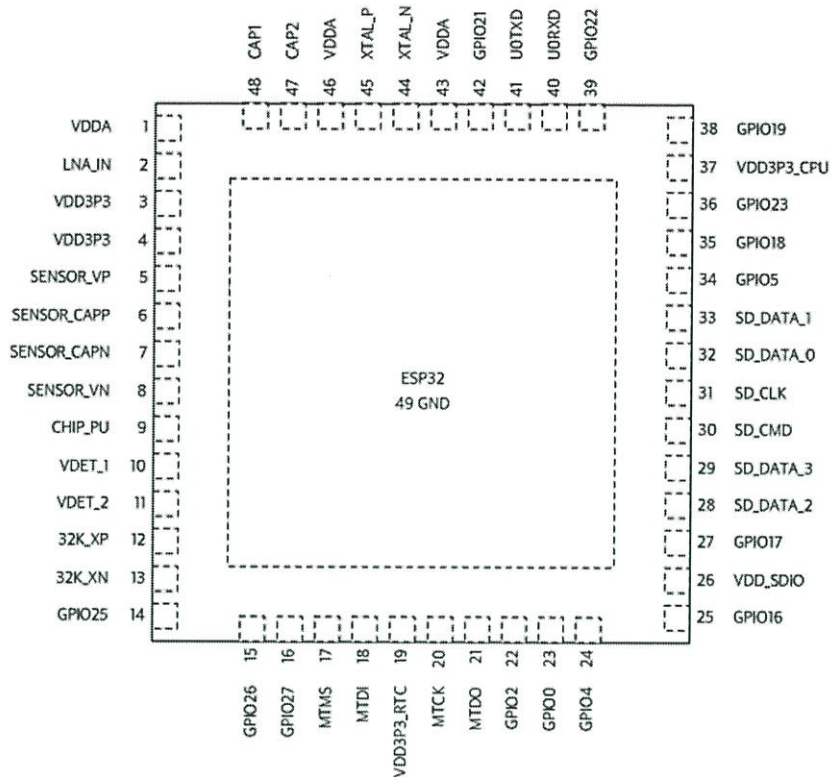 CAP1 48
CAP2 47
VDDA 46
XTAL_P 45
XTAL_N 44
VDDA 43
GPIO21 42
U0TXD 41
U0RXD 40
GPIO22 39
VDDA 1
LNA_IN 2
VDD3P3 3
VDD3P3 4
SENSOR_VP 5
SENSOR_CAPP 6
SENSOR_CAPN 7
SENSOR_VN 8
CHIP_PU 9
VDET_1 10
VDET_2 11
32K_XP 12
32K_XN 13
GPIO25 14
ESP32
49 GND
38 GPIO19
37 VDD3P3_CPU
36 GPIO23
35 GPIO18
34 GPIO5
33 SD_DATA_1
32 SD_DATA_0
31 SD_CLK
30 SD_CMD
29 SD_DATA_3
28 SD_DATA_2
27 GPIO17
26 VDD_SDIO
25 GPIO16
15 GPIO26
16 GPIO27
17 MTMS
18 MTDI
19 VDD3P3_RTC
20 MTCK
21 MTDO
22 GPIO2
23 GPIO0
24 GPIO4